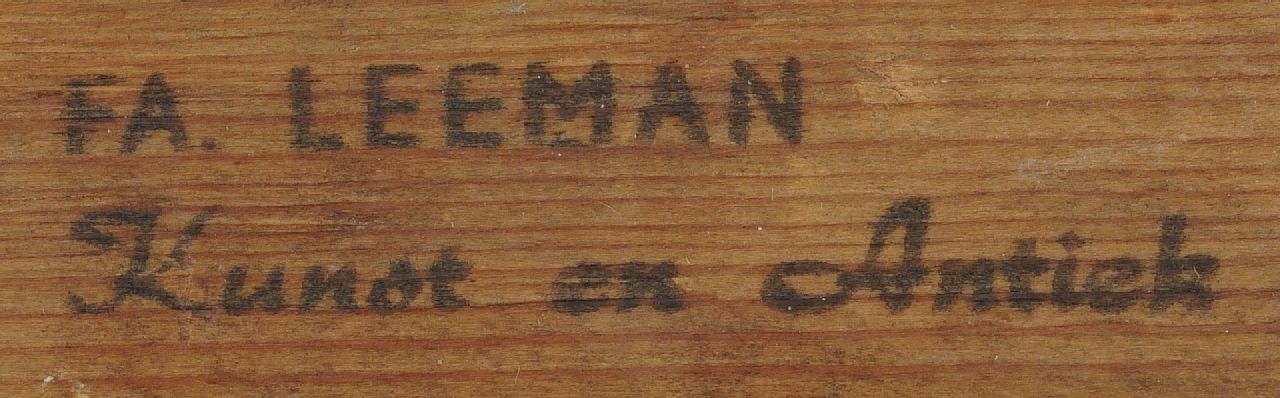 FA. LEEMAN
Kunst en Antiek